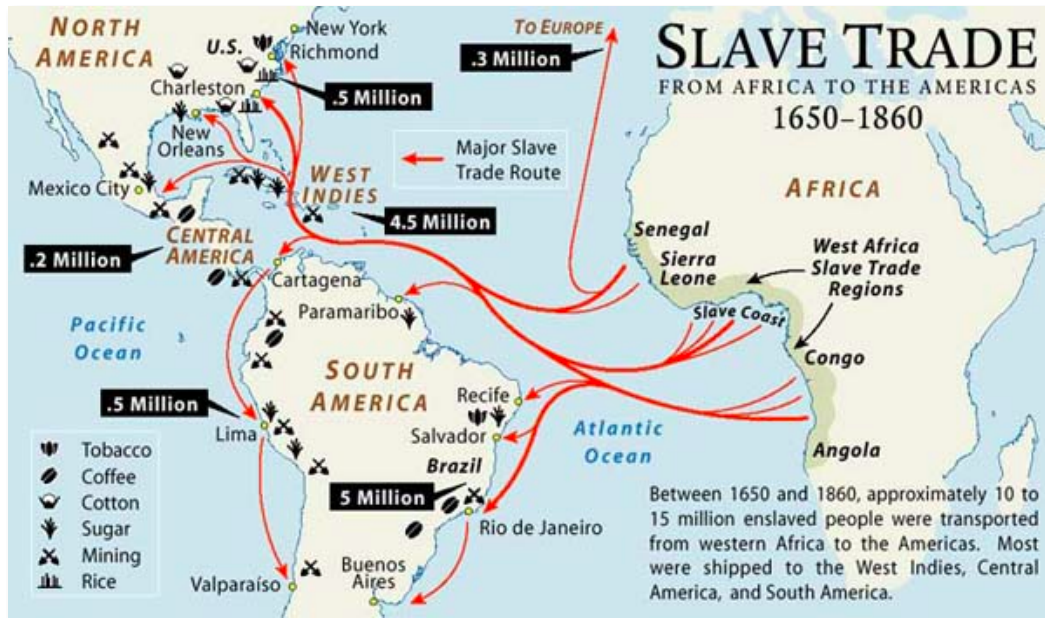 SLAVE TRADE
FROM AFRICA TO THE AMERICAS
1650–1860
NORTH
AMERICA
U.S.
New York
Richmond
Charleston
.5 Million
New
Orleans
Mexico City
TO EUROPE
.3 Million
Major Slave
Trade Route
WEST
INDIES
4.5 Million
CENTRAL
AMERICA
.2 Million
Cartagena
Paramaribo
Pacific
Ocean
SOUTH
AMERICA
.5 Million
Lima
Recife
Salvador
Brazil
5 Million
Rio de Janeiro
Buenos
Aires
Valparaíso
Atlantic
Ocean
AFRICA
Senegal
Sierra
Leone
West Africa
Slave Trade
Regions
Slave Coast
Congo
Angola
Tobacco
Coffee
Cotton
Sugar
Mining
Rice
Between 1650 and 1860, approximately 10 to
15 million enslaved people were transported
from western Africa to the Americas. Most
were shipped to the West Indies, Central
America, and South America.